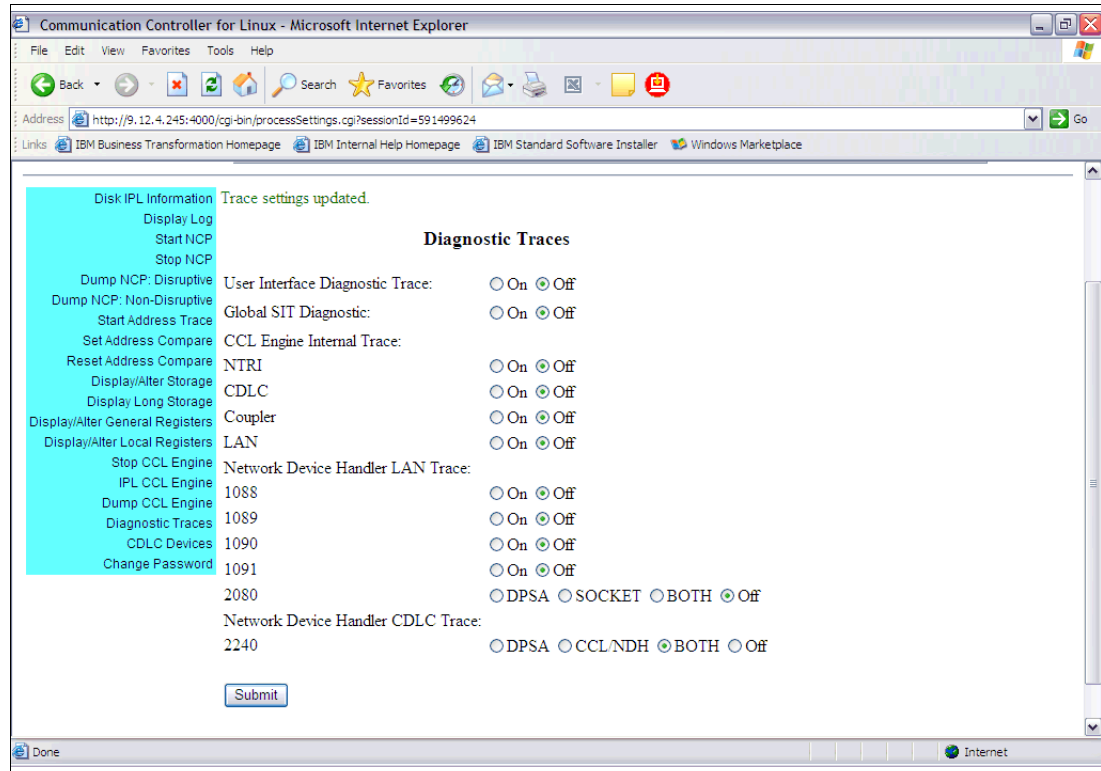 Communication Controller for Linux - Microsoft Internet Explorer
File Edit View Favorites Tools Help
Back Search Favorites
Address http://9.12.4.245:4000/cgi-bin/processSettings.cgi?sessionId=591499624 Go
Links IBM Business Transformation Homepage IBM Internal Help Homepage IBM Standard Software Installer Windows Marketplace
Disk IPL Information
Display Log
Start NCP
Stop NCP
Dump NCP: Disruptive
Dump NCP: Non-Disruptive
Start Address Trace
Set Address Compare
Reset Address Compare
Display/Alter Storage
Display Long Storage
Display/Alter General Registers
Display/Alter Local Registers
Stop CCL Engine
IPL CCL Engine
Dump CCL Engine
Diagnostic Traces
CDLC Devices
Change Password
Trace settings updated.
Diagnostic Traces
User Interface Diagnostic Trace: On Off
Global SIT Diagnostic: On Off
CCL Engine Internal Trace:
NTRI On Off
CDLC On Off
Coupler On Off
LAN On Off
Network Device Handler LAN Trace:
1088 On Off
1089 On Off
1090 On Off
1091 On Off
2080 DPSA SOCKET BOTH Off
Network Device Handler CDLC Trace:
2240 DPSA CCL/NDH BOTH Off
Submit
Done Internet